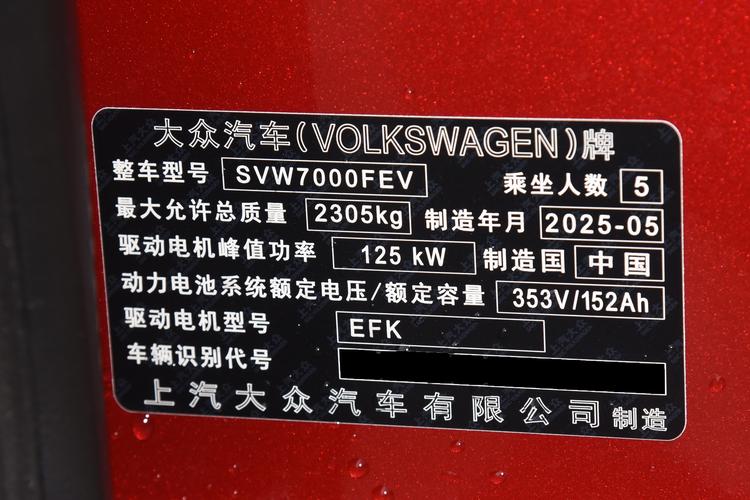 大众汽车(VOLKSWAGEN)牌
整车型号 SVW7000FEV 乘坐人数 5
最大允许总质量 2305kg 制造年月 2025-05
驱动电机峰值功率 125 kW 制造国 中国
动力电池系统额定电压/额定容量 353V/152Ah
驱动电机型号 EFK
车辆识别代号
上汽大众汽车有限公司 制造